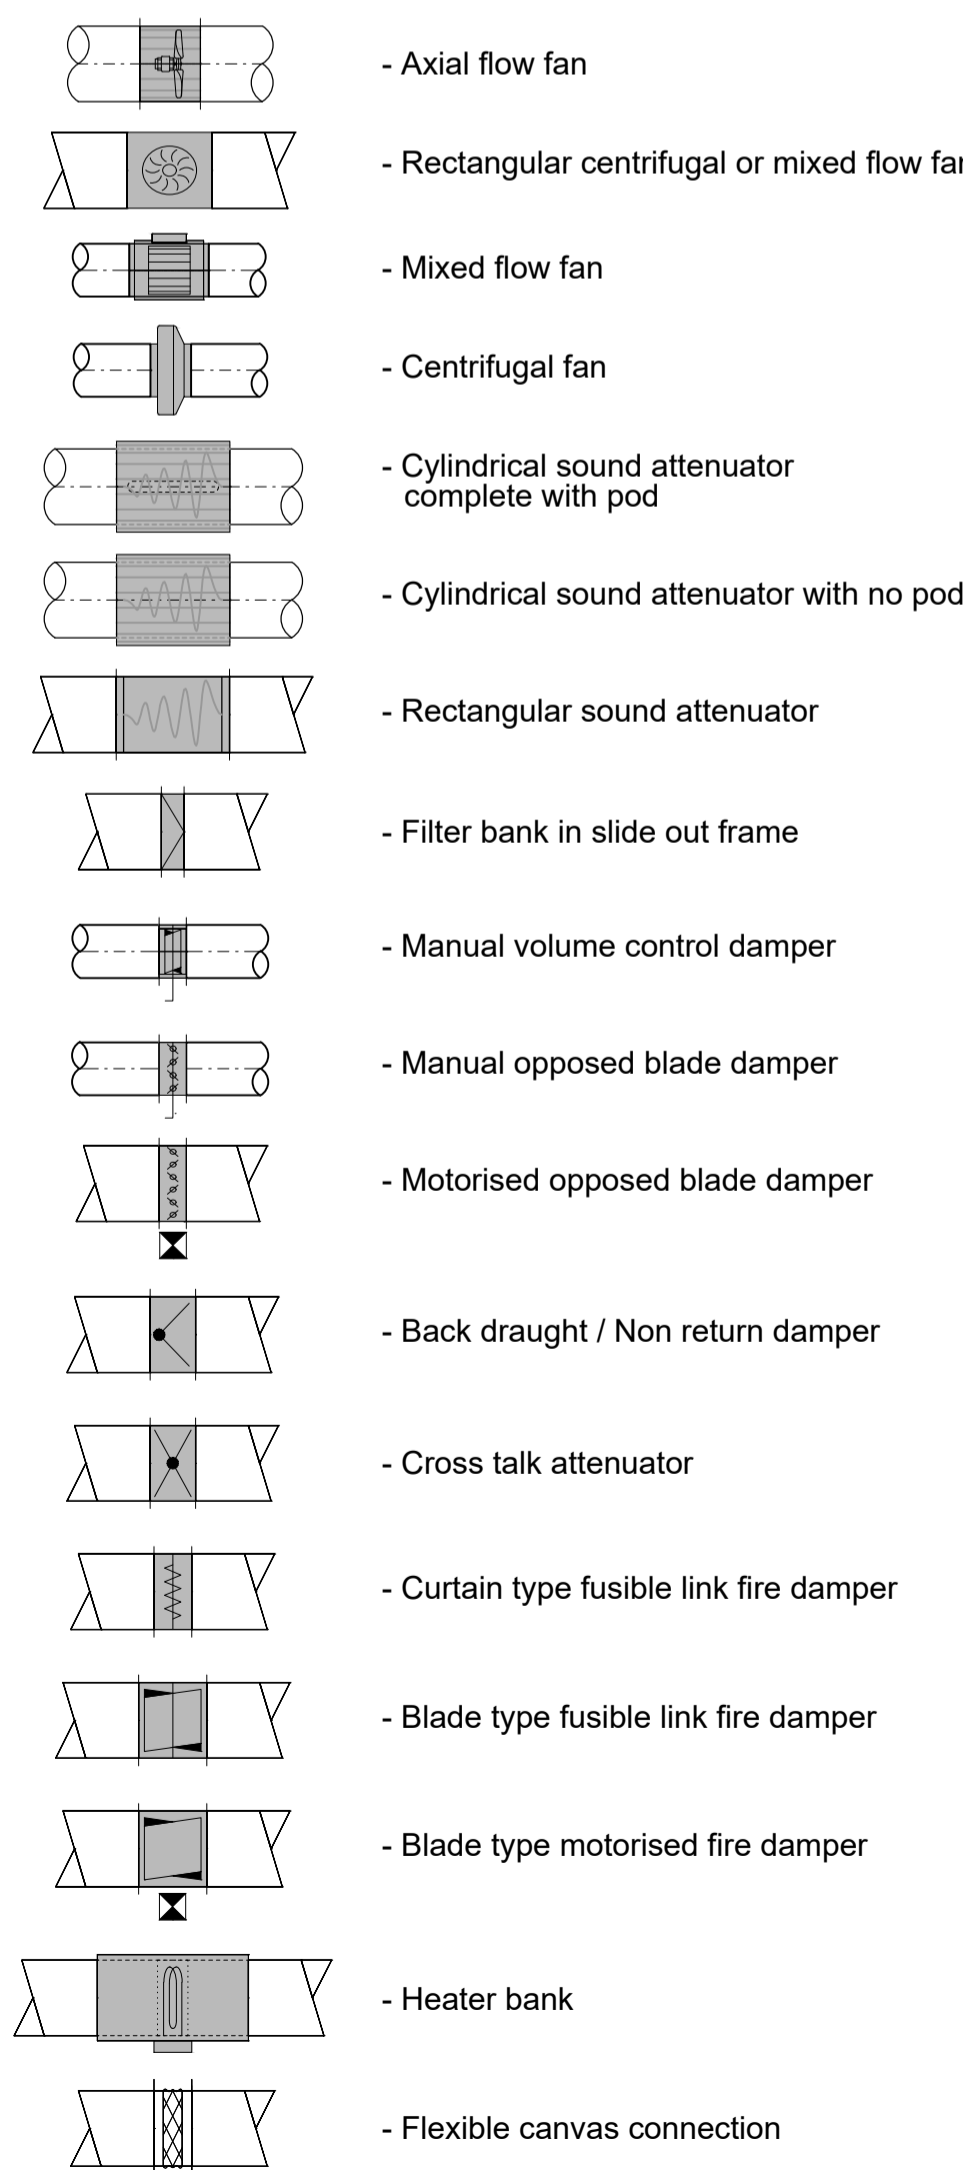 - Axial flow fan
- Rectangular centrifugal or mixed flow fan
- Mixed flow fan
- Centrifugal fan
- Cylindrical sound attenuator
complete with pod
- Cylindrical sound attenuator with no pod
- Rectangular sound attenuator
- Filter bank in slide out frame
- Manual volume control damper
- Manual opposed blade damper
- Motorised opposed blade damper
- Back draught / Non return damper
- Cross talk attenuator
- Curtain type fusible link fire damper
- Blade type fusible link fire damper
- Blade type motorised fire damper
- Heater bank
- Flexible canvas connection